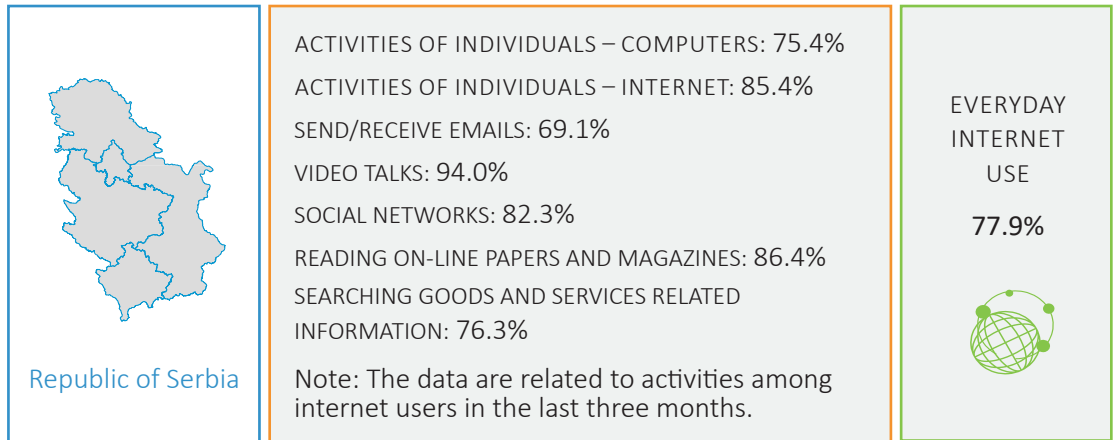 Republic of Serbia
ACTIVITIES OF INDIVIDUALS – COMPUTERS: 75.4%
ACTIVITIES OF INDIVIDUALS – INTERNET: 85.4%
SEND/RECEIVE EMAILS: 69.1%
VIDEO TALKS: 94.0%
SOCIAL NETWORKS: 82.3%
READING ON-LINE PAPERS AND MAGAZINES: 86.4%
SEARCHING GOODS AND SERVICES RELATED
INFORMATION: 76.3%
Note: The data are related to activities among
internet users in the last three months.
EVERYDAY
INTERNET
USE
77.9%